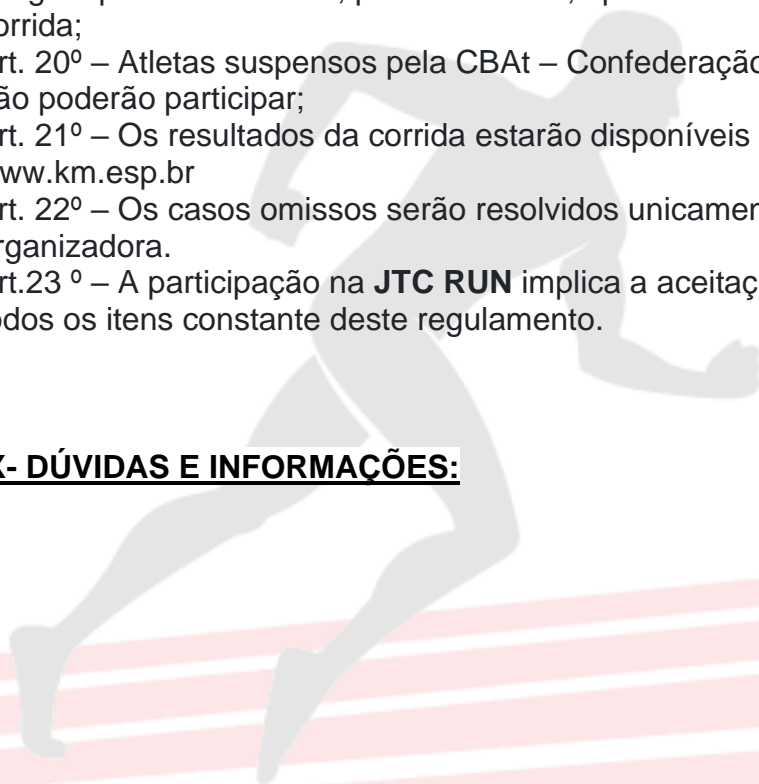 orrida;
rt. 20º – Atletas suspensos pela CBAt – Confederação
ão poderão participar;
rt. 21º – Os resultados da corrida estarão disponíveis
ww.km.esp.br
rt. 22º – Os casos omissos serão resolvidos unicamen
rganizadora.
rt.23 º – A participação na JTC RUN implica a aceitaç
odos os itens constante deste regulamento.
X- DÚVIDAS E INFORMAÇÕES: